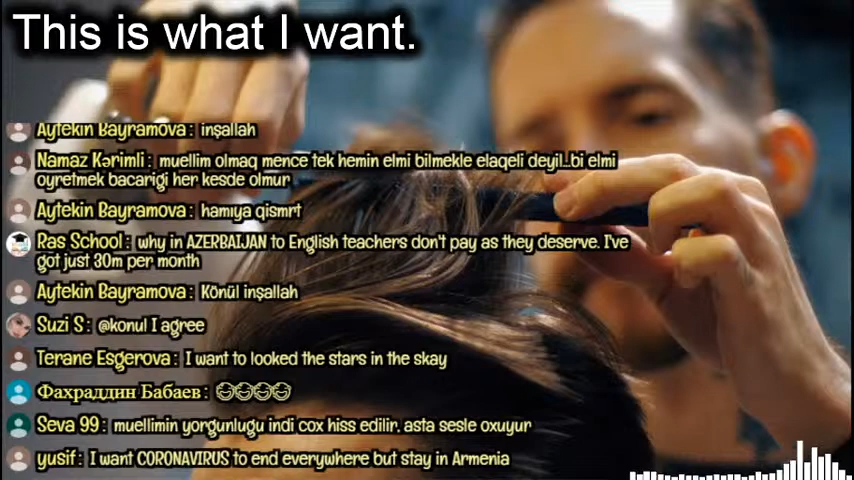 This is what I want.
Aytekin Bayramova : inşallah
Namaz Kərimli : muellim olmaq mence tek hemin elmi bilmekle elaqeli deyil...bi elmi
oyretmek bacarigi her kesde olmur
Aytekin Bayramova : hamıya qismrt
Ras School : why in AZERBAIJAN to English teachers don't pay as they deserve. I've
got just 30m per month
Aytekin Bayramova : Könül inşallah
Suzi S : @konul I agree
Terane Esgerova : I want to looked the stars in the skay
Фахраддин Бабаев : 😂😂😂😂
Seva 99 : muellimin yorgunlugu indi cox hiss edilir, asta sesle oxuyur
yusif : I want CORONAVIRUS to end everywhere but stay in Armenia